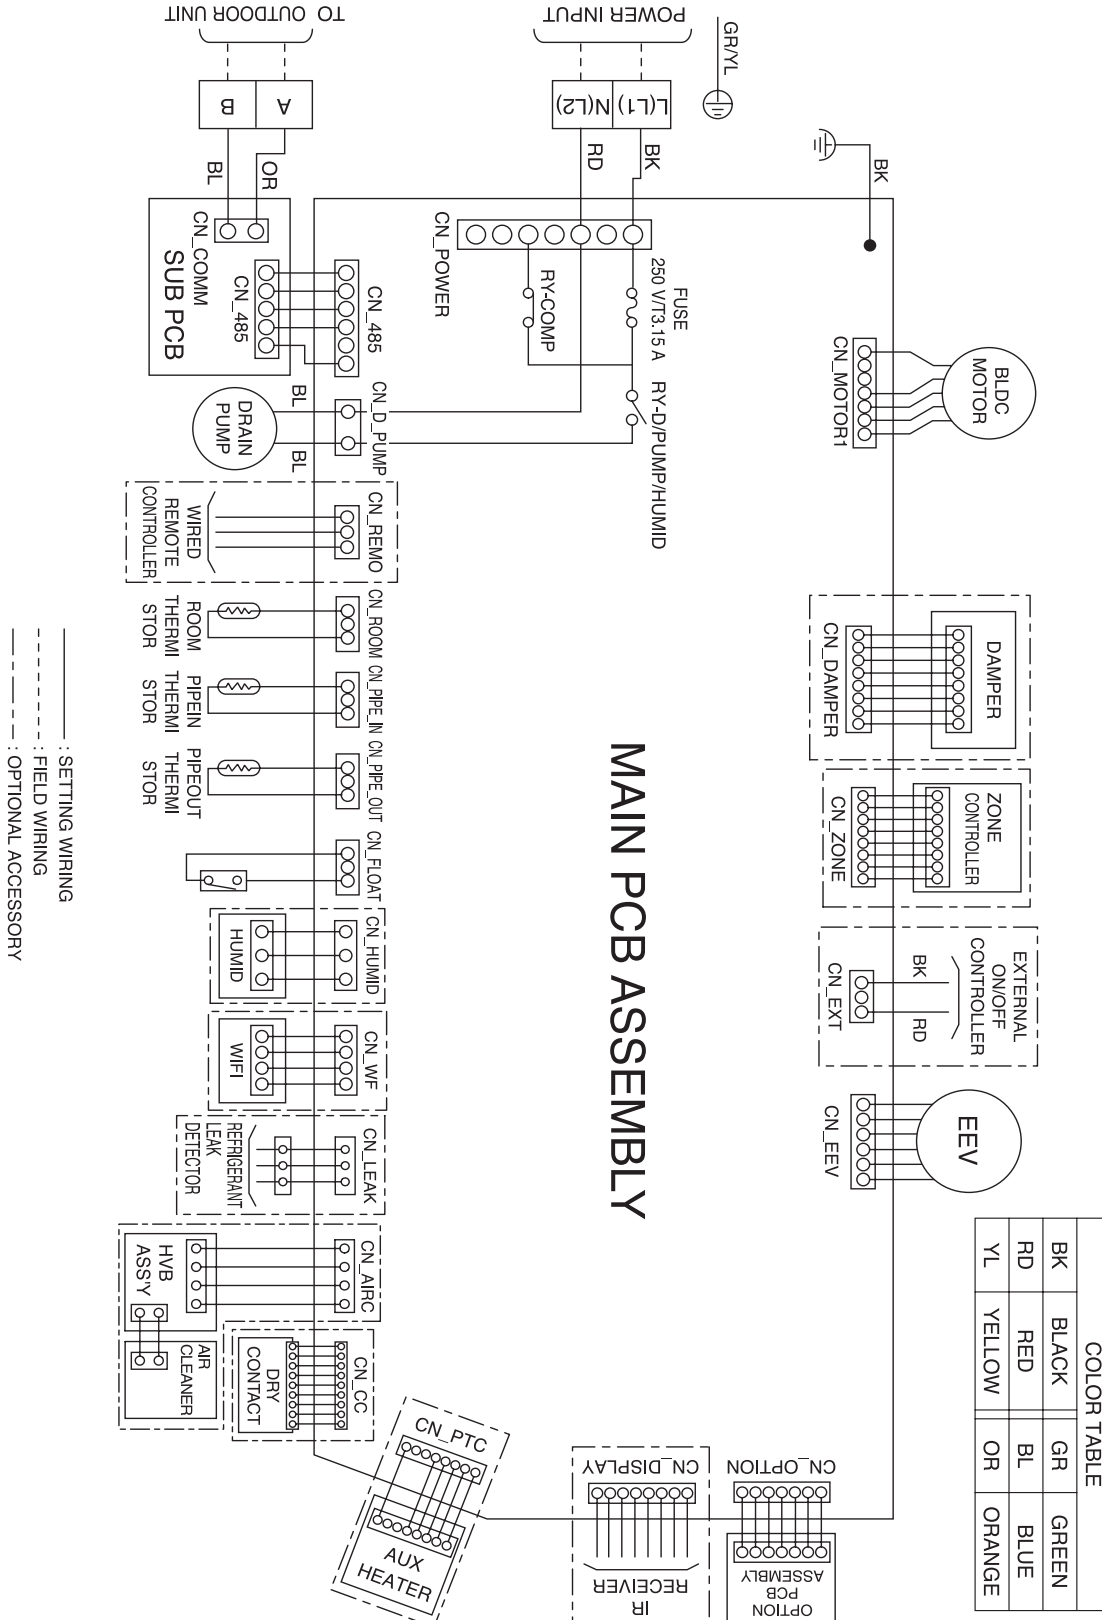 TO OUTDOOR UNIT
POWER INPUT
GR/YL
B
A
N(L2)
L(L1)
BL
OR
RD
BK
BK
CN_COMM
SUB PCB
CN_485
CN_485
CN_POWER
RY-COMP
FUSE
250 V/T3.15 A
RY-D/PUMP/HUMID
CN_D_PUMP
BL
BL
DRAIN
PUMP
BLDC
MOTOR
CN_MOTOR1
CN_REMO
WIRED
REMOTE
CONTROLLER
CN_ROOM
ROOM
THERMI
STOR
CN_PIPE_IN
PIPEIN
THERMI
STOR
CN_PIPE_OUT
PIPEOUT
THERMI
STOR
CN_FLOAT
CN_HUMID
HUMID
CN_WF
WIFI
CN_LEAK
REFRIGERANT
LEAK
DETECTOR
CN_AIRC
HVB
ASS'Y
AIR
CLEANER
CN_CC
DRY
CONTACT
CN_PTC
AUX
HEATER
CN_DISPLAY
IR
RECEIVER
CN_OPTION
OPTION
PCB
ASSEMBLY
DAMPER
CN_DAMPER
ZONE
CONTROLLER
CN_ZONE
EXTERNAL
ON/OFF
CONTROLLER
BK
RD
CN_EXT
EEV
CN_EEV
MAIN PCB ASSEMBLY
COLOR TABLE
BK BLACK GR GREEN
RD RED BL BLUE
YL YELLOW OR ORANGE
: SETTING WIRING
: FIELD WIRING
: OPTIONAL ACCESSORY